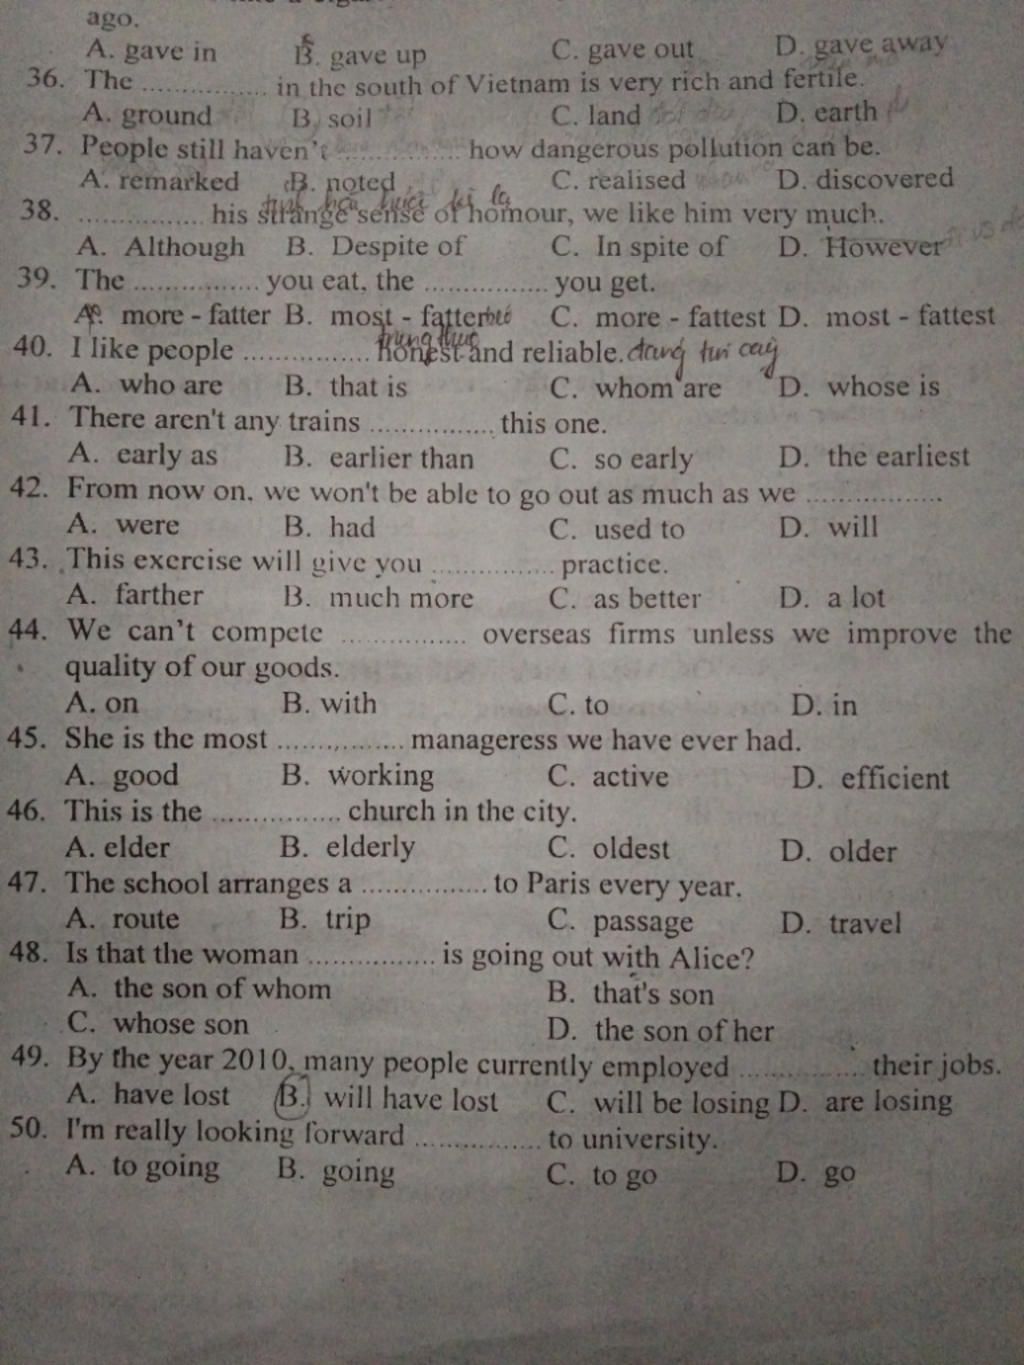 ago.
A. gave in B. gave up C. gave out D. gave away
36. The ................ in the south of Vietnam is very rich and fertile.
A. ground B. soil C. land D. earth
37. People still haven't ................ how dangerous pollution can be.
A. remarked B. noted C. realised D. discovered
38. ................ his strange sense of homour, we like him very much.
A. Although B. Despite of C. In spite of D. However
39. The ................ you eat, the ................ you get.
A. more - fatter B. most - fatter C. more - fattest D. most - fattest
40. I like people ................ honest and reliable. đáng tin cậy
A. who are B. that is C. whom are D. whose is
41. There aren't any trains ................ this one.
A. early as B. earlier than C. so early D. the earliest
42. From now on, we won't be able to go out as much as we .................
A. were B. had C. used to D. will
43. This exercise will give you ................ practice.
A. farther B. much more C. as better D. a lot
44. We can't compete ................ overseas firms unless we improve the
quality of our goods.
A. on B. with C. to D. in
45. She is the most ................ manageress we have ever had.
A. good B. working C. active D. efficient
46. This is the ................ church in the city.
A. elder B. elderly C. oldest D. older
47. The school arranges a ................ to Paris every year.
A. route B. trip C. passage D. travel
48. Is that the woman ................ is going out with Alice?
A. the son of whom B. that's son
C. whose son D. the son of her
49. By the year 2010, many people currently employed ................ their jobs.
A. have lost B. will have lost C. will be losing D. are losing
50. I'm really looking forward ................ to university.
A. to going B. going C. to go D. go